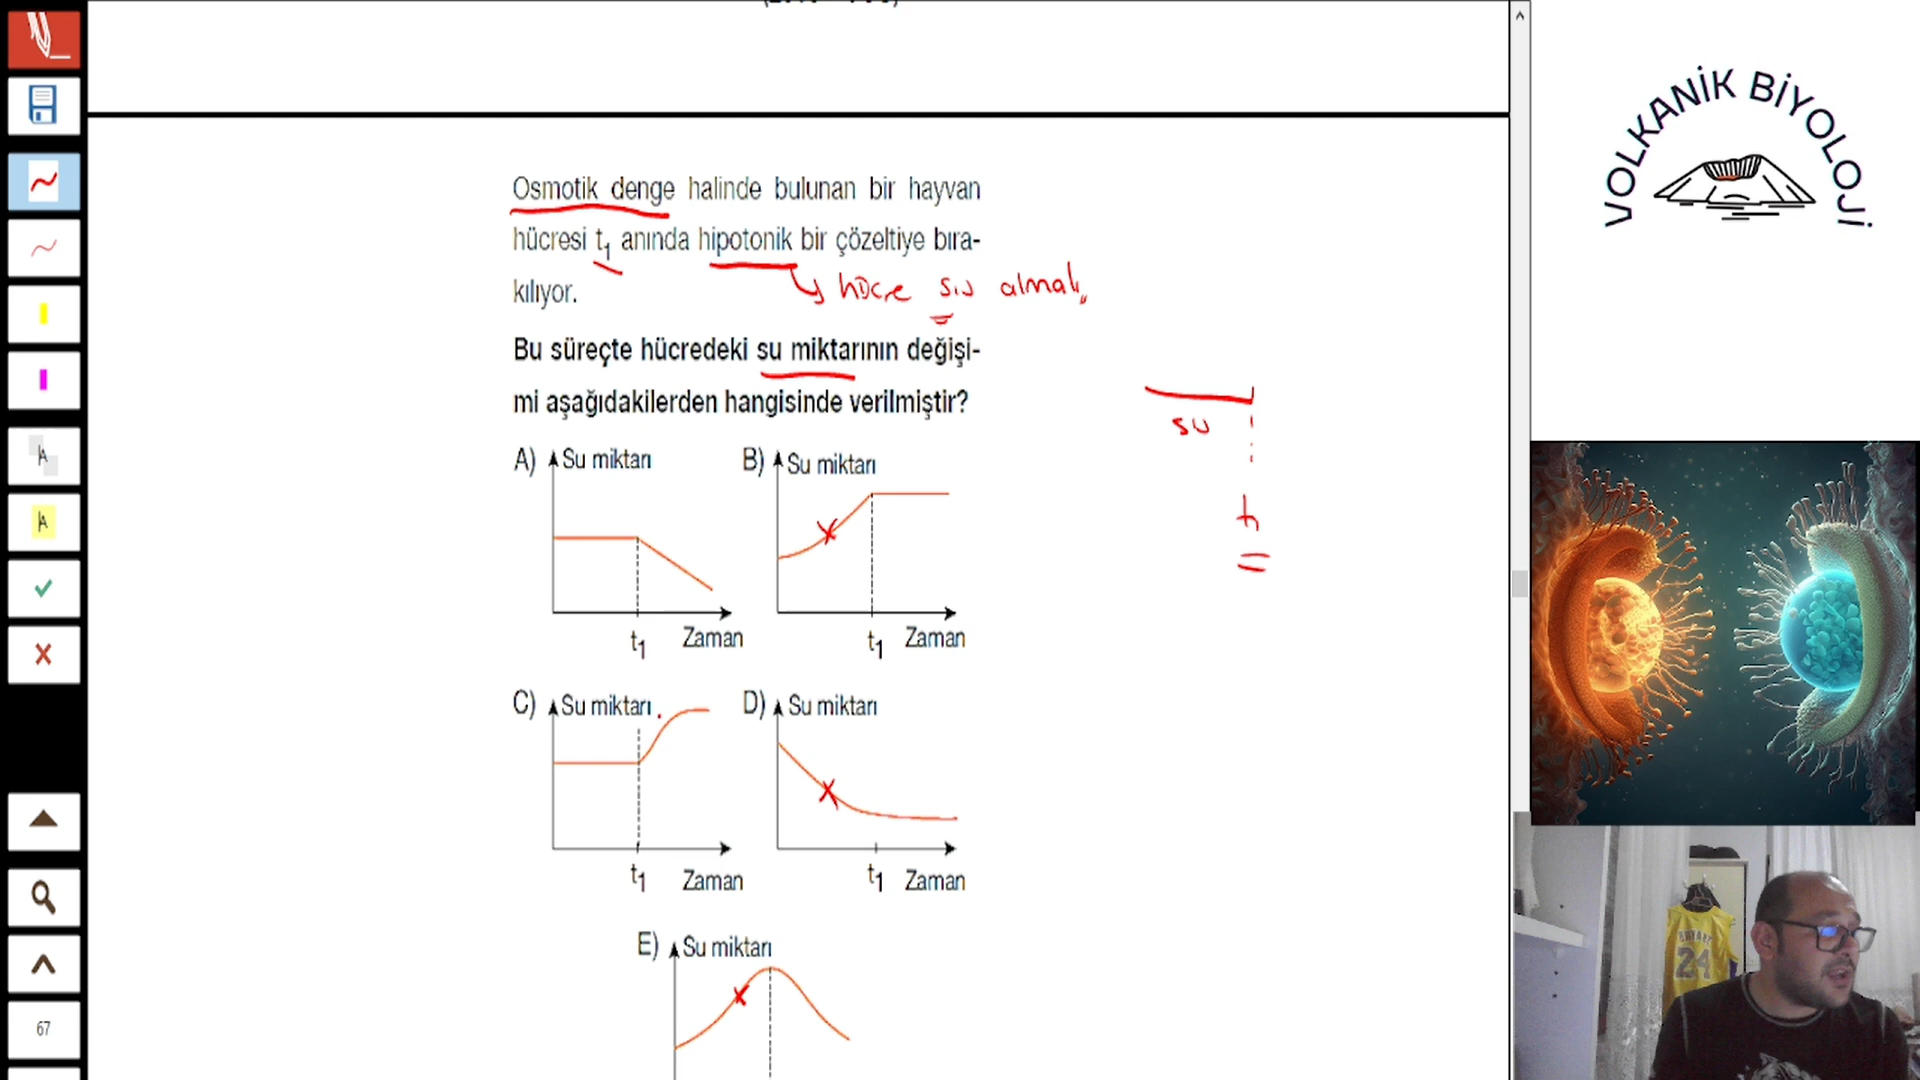 VOLKANİK BİYOLOJİ
Osmotik denge halinde bulunan bir hayvan
hücresi t1 anında hipotonik bir çözeltiye bıra-
kılıyor.
hücre su almalı
Bu süreçte hücredeki su miktarının değişi-
mi aşağıdakilerden hangisinde verilmiştir?
su
t1
A) Su miktarı
t1 Zaman
B) Su miktarı
t1 Zaman
C) Su miktarı
t1 Zaman
D) Su miktarı
t1 Zaman
E) Su miktarı
67
24